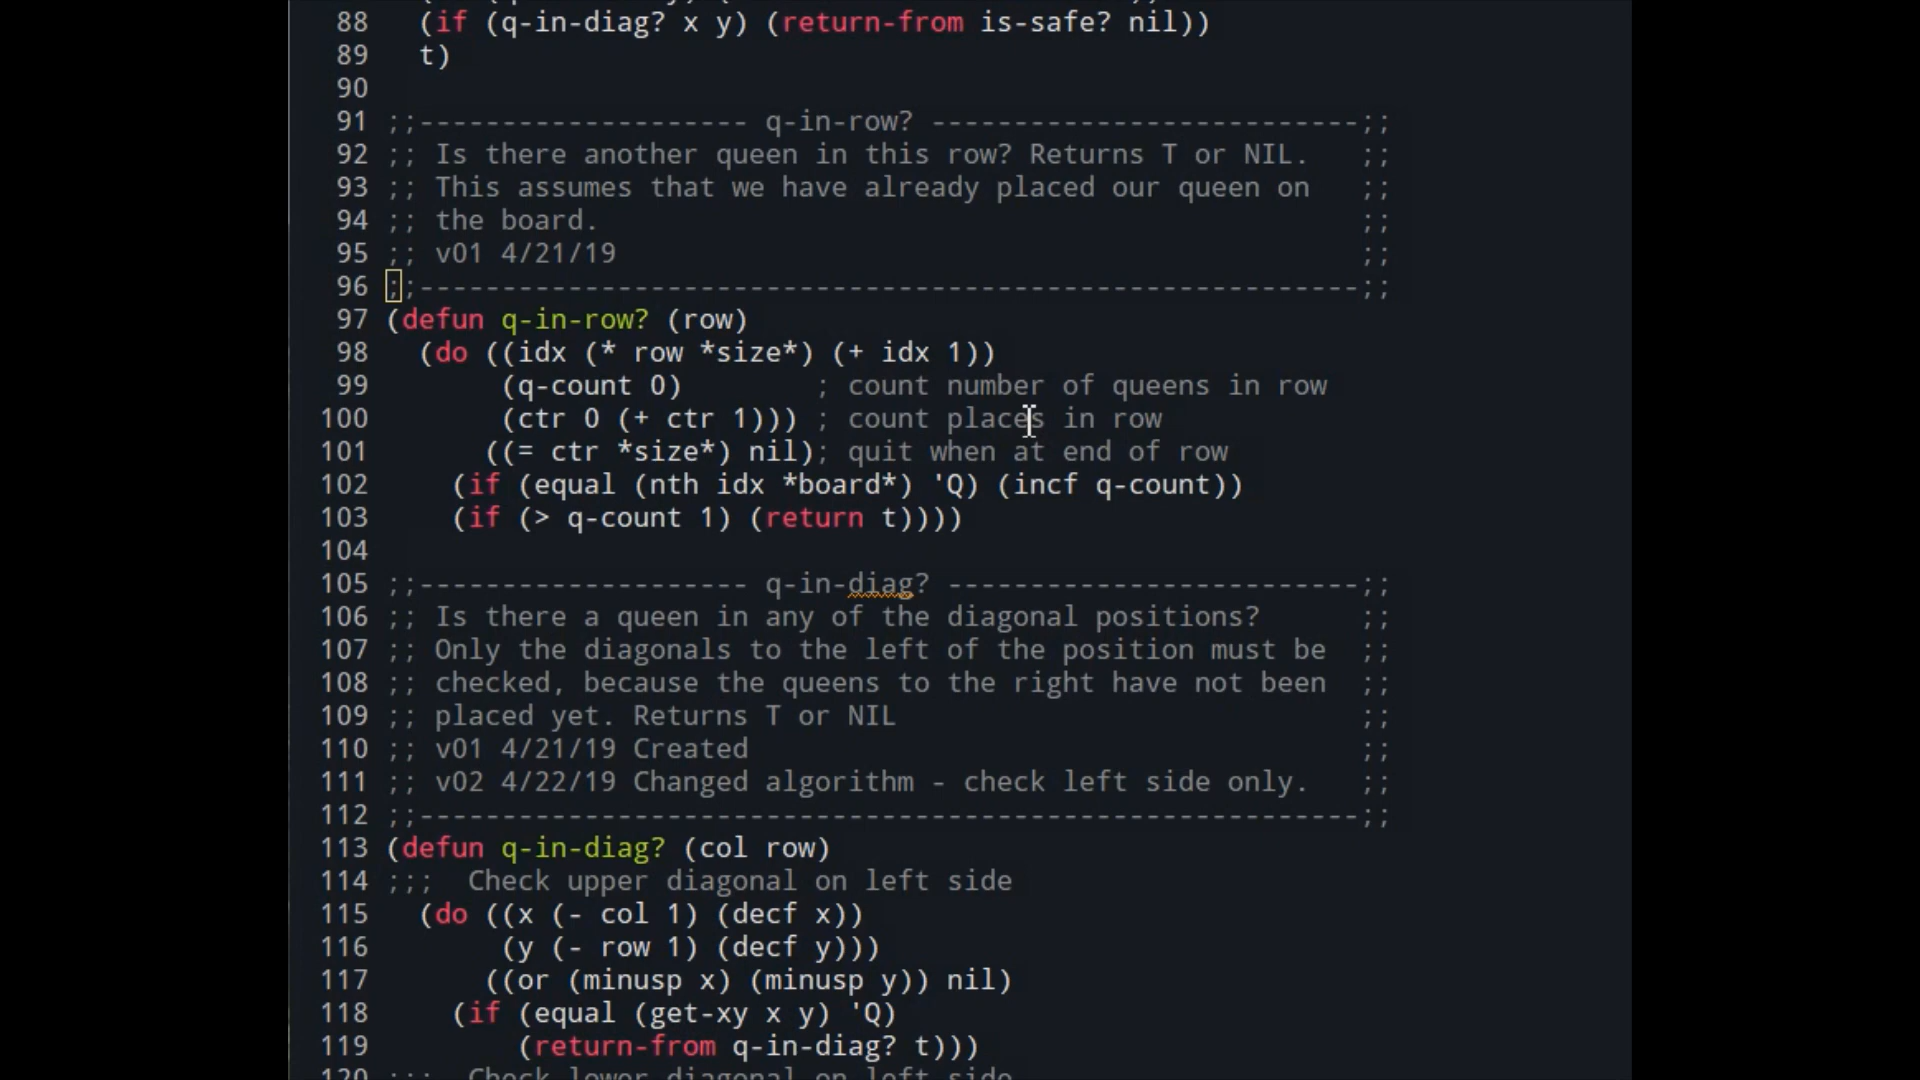 88 (if (q-in-diag? x y) (return-from is-safe? nil))
89 t)
90
91 ;;-------------------- q-in-row? --------------------------;;
92 ;; Is there another queen in this row? Returns T or NIL. ;;
93 ;; This assumes that we have already placed our queen on ;;
94 ;; the board. ;;
95 ;; v01 4/21/19 ;;
96 ;;---------------------------------------------------------;;
97 (defun q-in-row? (row)
98 (do ((idx (* row *size*) (+ idx 1))
99 (q-count 0) ; count number of queens in row
100 (ctr 0 (+ ctr 1))) ; count places in row
101 ((= ctr *size*) nil); quit when at end of row
102 (if (equal (nth idx *board*) 'Q) (incf q-count))
103 (if (> q-count 1) (return t))))
104
105 ;;-------------------- q-in-diag? -------------------------;;
106 ;; Is there a queen in any of the diagonal positions? ;;
107 ;; Only the diagonals to the left of the position must be ;;
108 ;; checked, because the queens to the right have not been ;;
109 ;; placed yet. Returns T or NIL ;;
110 ;; v01 4/21/19 Created ;;
111 ;; v02 4/22/19 Changed algorithm - check left side only. ;;
112 ;;---------------------------------------------------------;;
113 (defun q-in-diag? (col row)
114 ;;; Check upper diagonal on left side
115 (do ((x (- col 1) (decf x))
116 (y (- row 1) (decf y)))
117 ((or (minusp x) (minusp y)) nil)
118 (if (equal (get-xy x y) 'Q)
119 (return-from q-in-diag? t)))
120 ;;; Check lower diagonal on left side